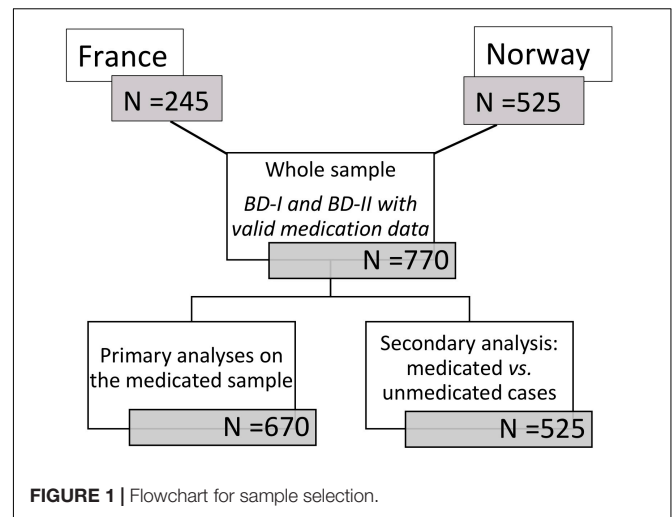 France
Norway
N =245
N =525
Whole sample
BD-I and BD-II with
valid medication data
N =770
Primary analyses on
the medicated sample
N =670
Secondary analysis:
medicated vs.
unmedicated cases
N =525
FIGURE 1 | Flowchart for sample selection.